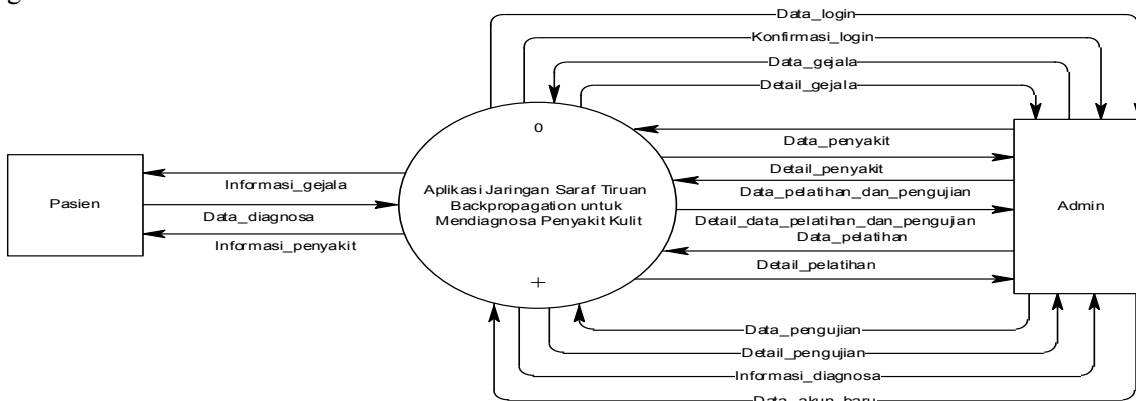 Data_login
Konfirmasi_login
Data_gejala
Detail_gejala
0
Data_penyakit
Detail_penyakit
Informasi_gejala
Aplikasi Jaringan Saraf Tiruan
Backpropagation untuk
Mendiagnosa Penyakit Kulit
Data_pelatihan_dan_pengujian
Pasien
Admin
Data_diagnosa
Detail_data_pelatihan_dan_pengujian
Data_pelatihan
Informasi_penyakit
Detail_pelatihan
+
Data_pengujian
Detail_pengujian
Informasi_diagnosa
Data_akun_baru